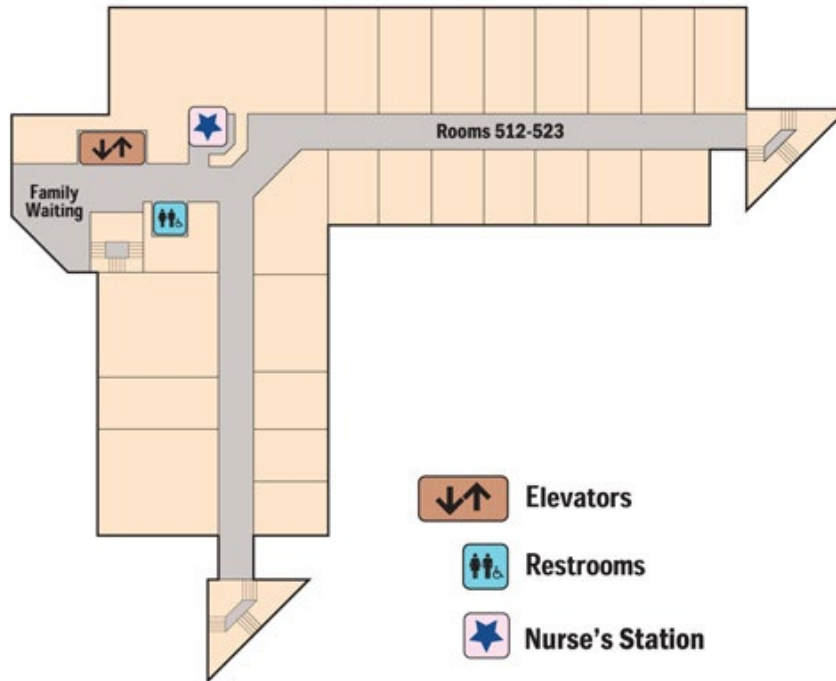 Rooms 512-523
Family
Waiting
Elevators
Restrooms
Nurse's Station